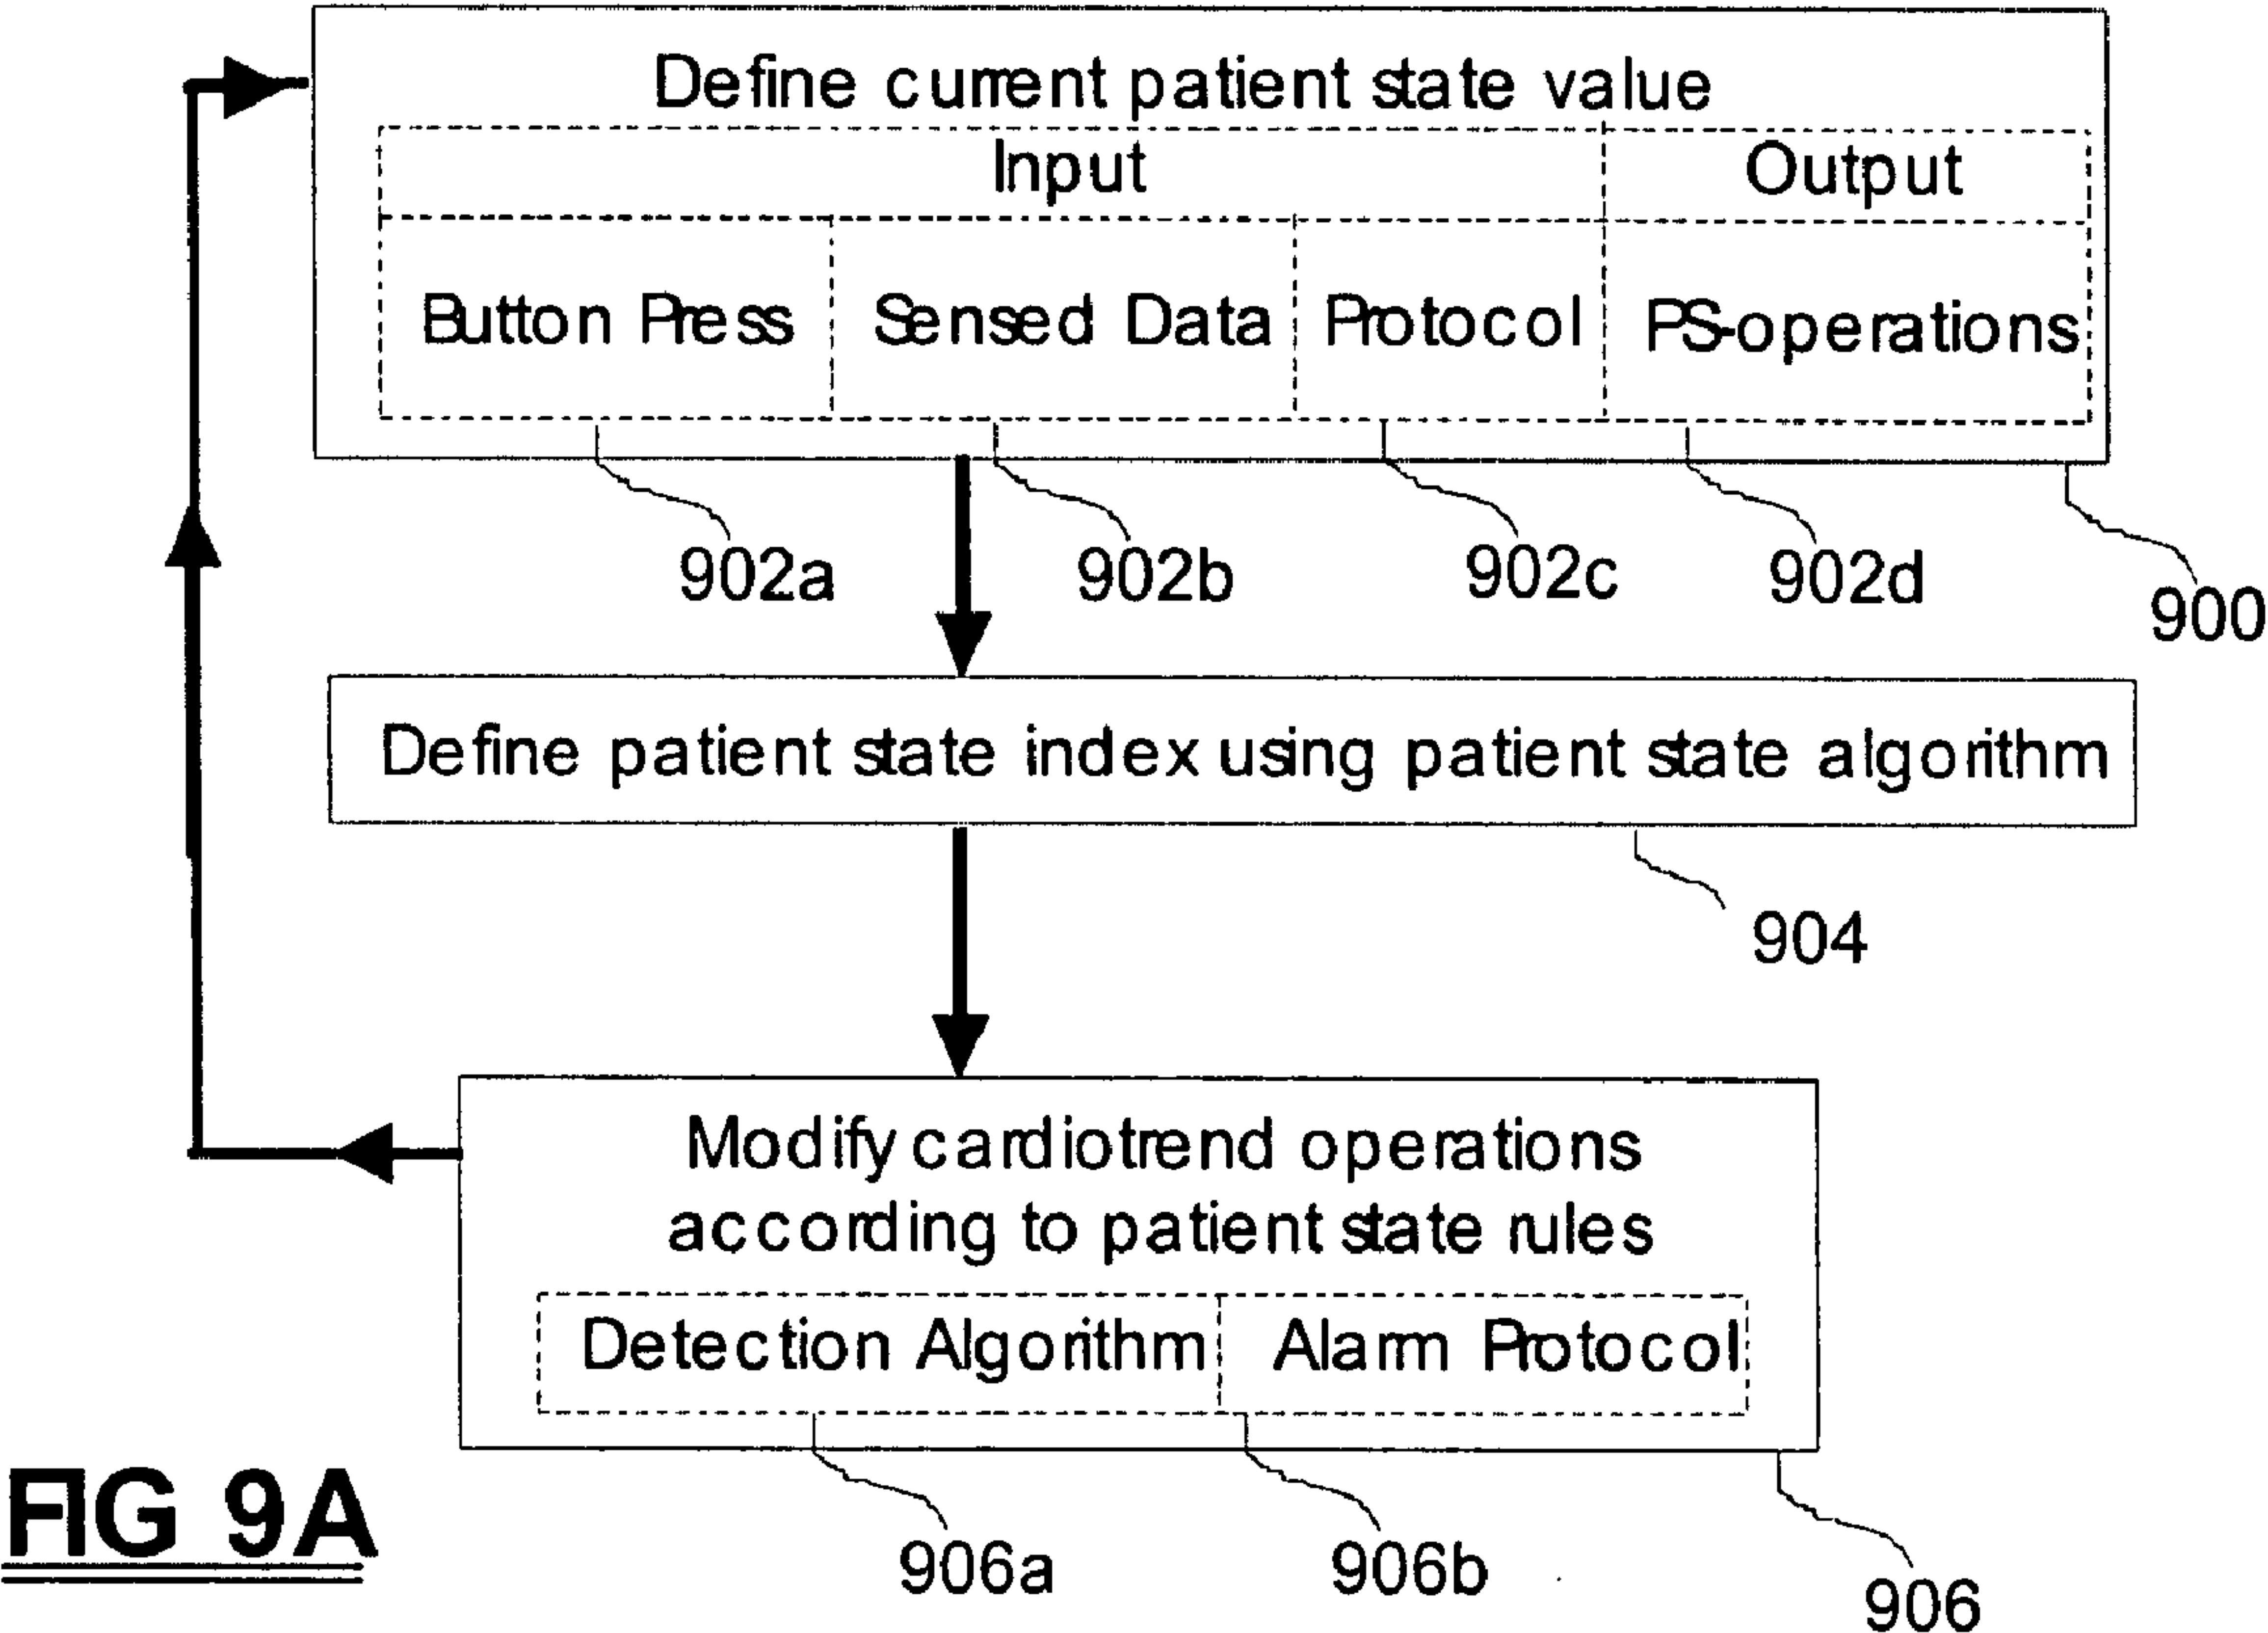 Define current patient state value
Input Output
Button Press Sensed Data Protocol PS-operations
902a 902b 902c 902d 900
Define patient state index using patient state algorithm
904
Modify cardiotrend operations
according to patient state rules
Detection Algorithm Alarm Protocol
906a 906b 906
FIG 9A